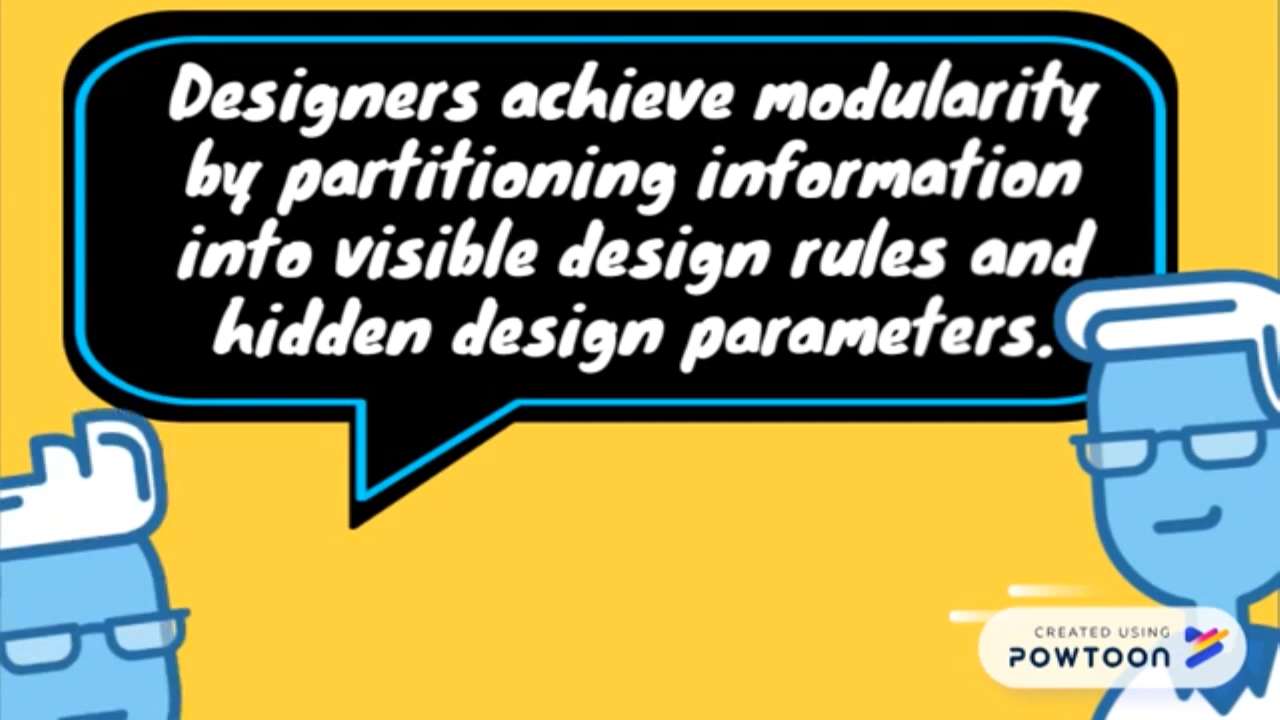 Designers achieve modularity
by partitioning information
into visible design rules and
hidden design parameters.
CREATED USING
POWTOON